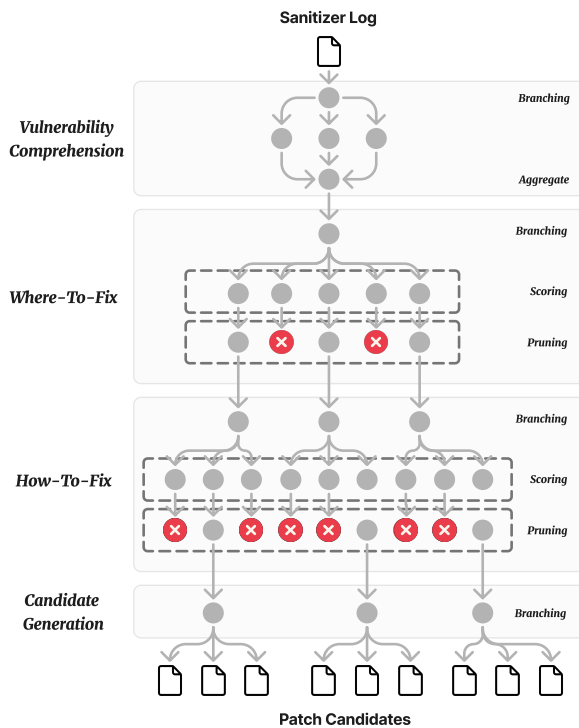 Sanitizer Log
Branching
Vulnerability
Comprehension
Aggregate
Branching
Where-To-Fix
Scoring
Pruning
Branching
How-To-Fix
Scoring
Pruning
Candidate
Generation
Branching
Patch Candidates